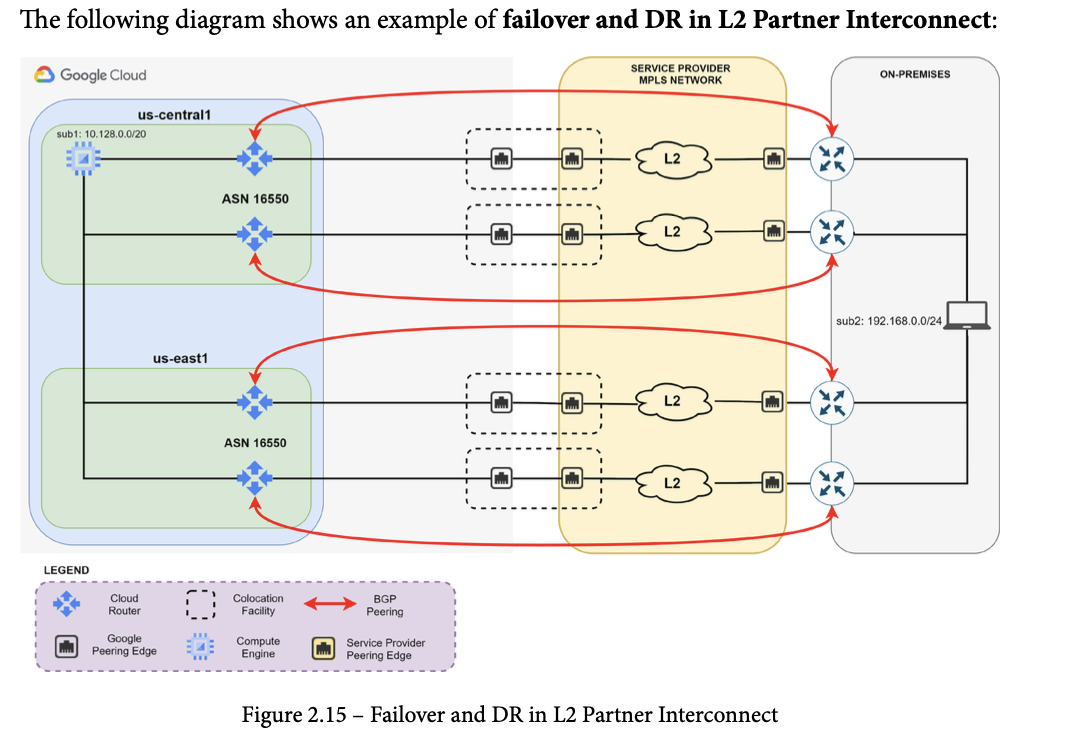 The following diagram shows an example of failover and DR in L2 Partner Interconnect:
Google Cloud
SERVICE PROVIDER
MPLS NETWORK
ON-PREMISES
us-central1
sub1: 10.128.0.0/20
L2
ASN 16550
L2
sub2: 192.168.0.0/24
us-east1
L2
ASN 16550
L2
LEGEND
Cloud
Router
Colocation
Facility
BGP
Peering
Google
Peering Edge
Compute
Engine
Service Provider
Peering Edge
Figure 2.15 – Failover and DR in L2 Partner Interconnect